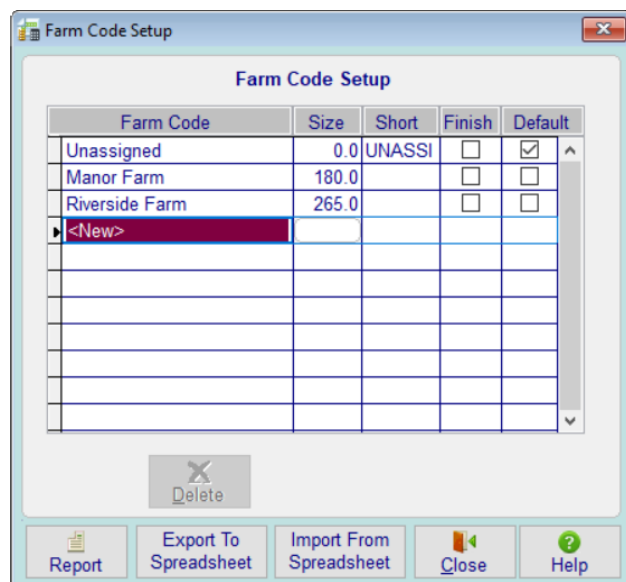 Farm Code Setup
Farm Code Setup
Farm Code Size Short Finish Default
Unassigned 0.0 UNASSI
Manor Farm 180.0
Riverside Farm 265.0
<New>
Delete
Report Export To Spreadsheet Import From Spreadsheet Close Help